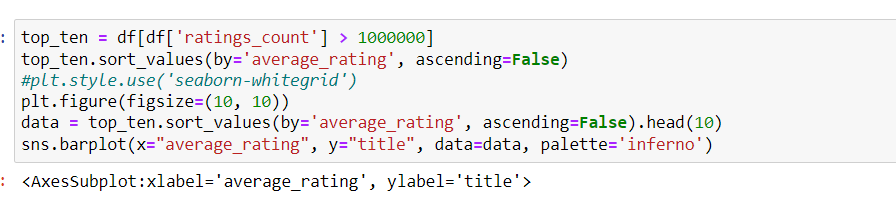 : top_ten = df[df['ratings_count'] > 1000000]
top_ten.sort_values(by='average_rating', ascending=False)
#plt.style.use('seaborn-whitegrid')
plt.figure(figsize=(10, 10))
data = top_ten.sort_values(by='average_rating', ascending=False).head(10)
sns.barplot(x="average_rating", y="title", data=data, palette='inferno')
: <AxesSubplot:xlabel='average_rating', ylabel='title'>